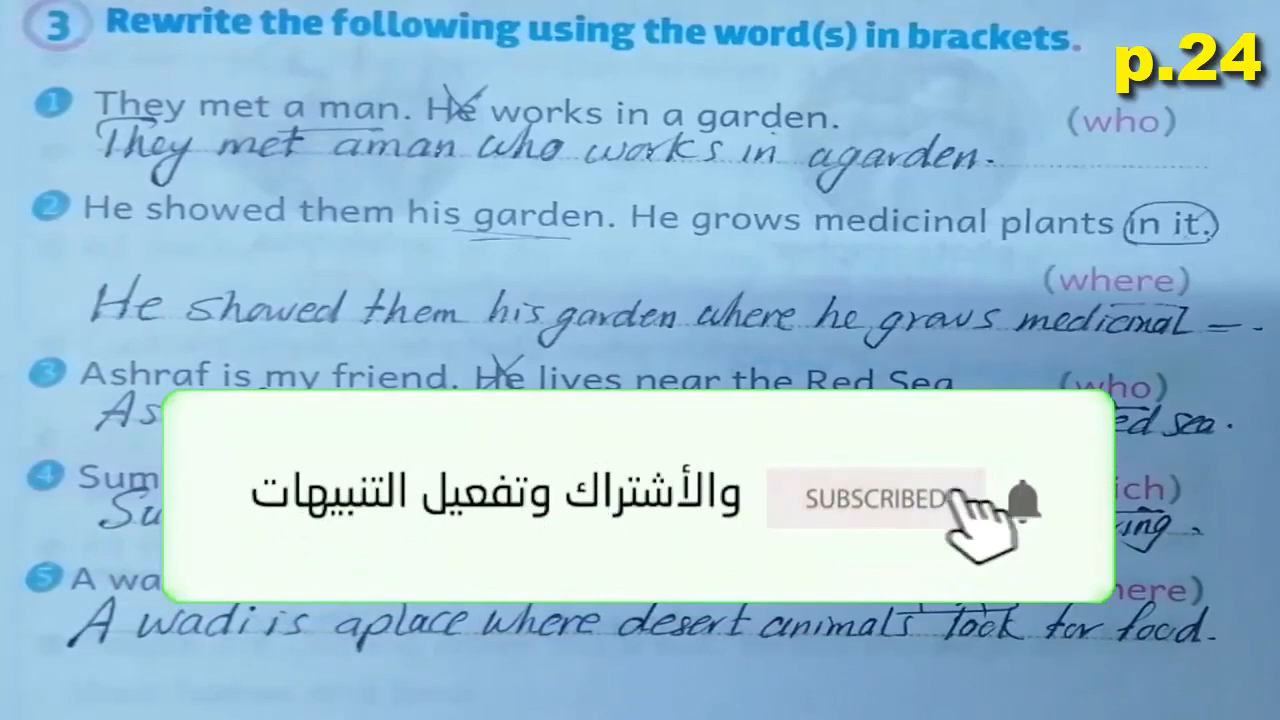 3 Rewrite the following using the word(s) in brackets.
p.24
1 They met a man. He works in a garden. (who)
They met aman who works in agarden.
2 He showed them his garden. He grows medicinal plants in it.
(where)
He showed them his garden where he grows medicinal
3 Ashraf is my friend. He lives near the Red Sea (who)
As ed sea.
4 Sum ich)
Su ing.
والأشتراك وتفعيل التنبيهات SUBSCRIBED
5 A wa here)
A wadi is aplace where desert animals look for food.